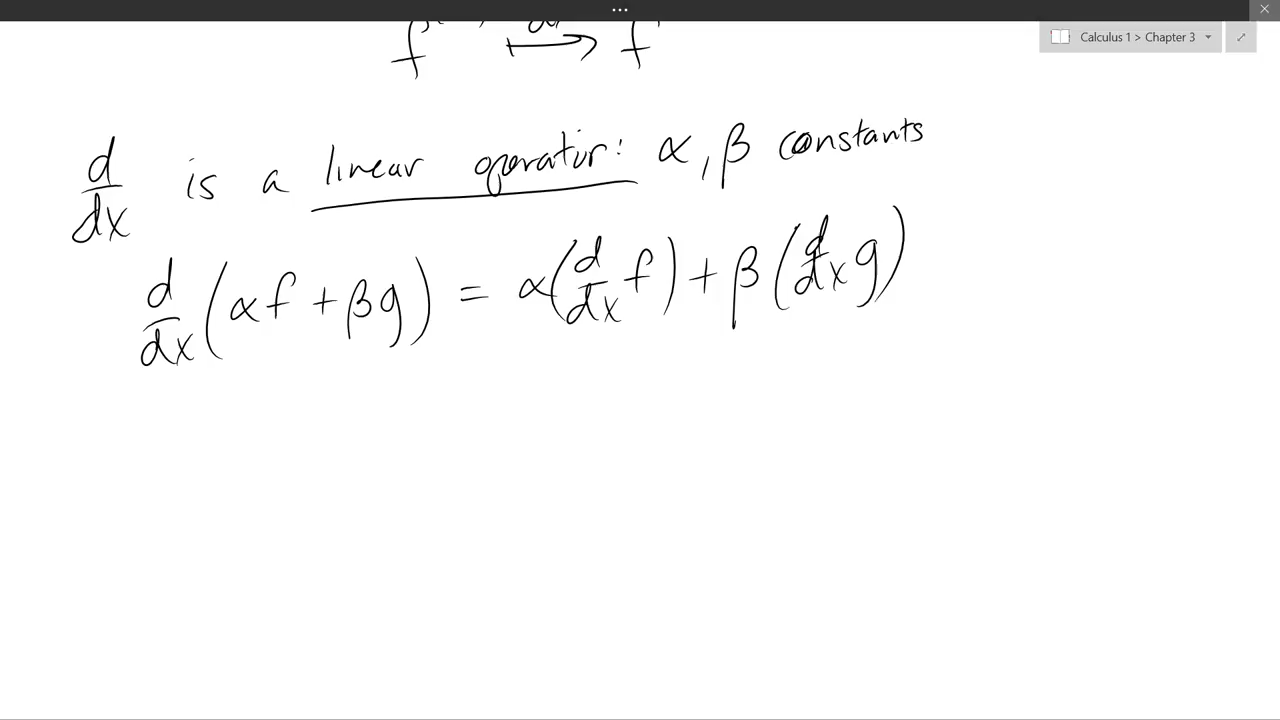 Calculus 1 > Chapter 3
f ⟼ f
d/dx is a linear operator: α, β constants
d/dx (αf + βg) = α(d/dx f) + β(d/dx g)